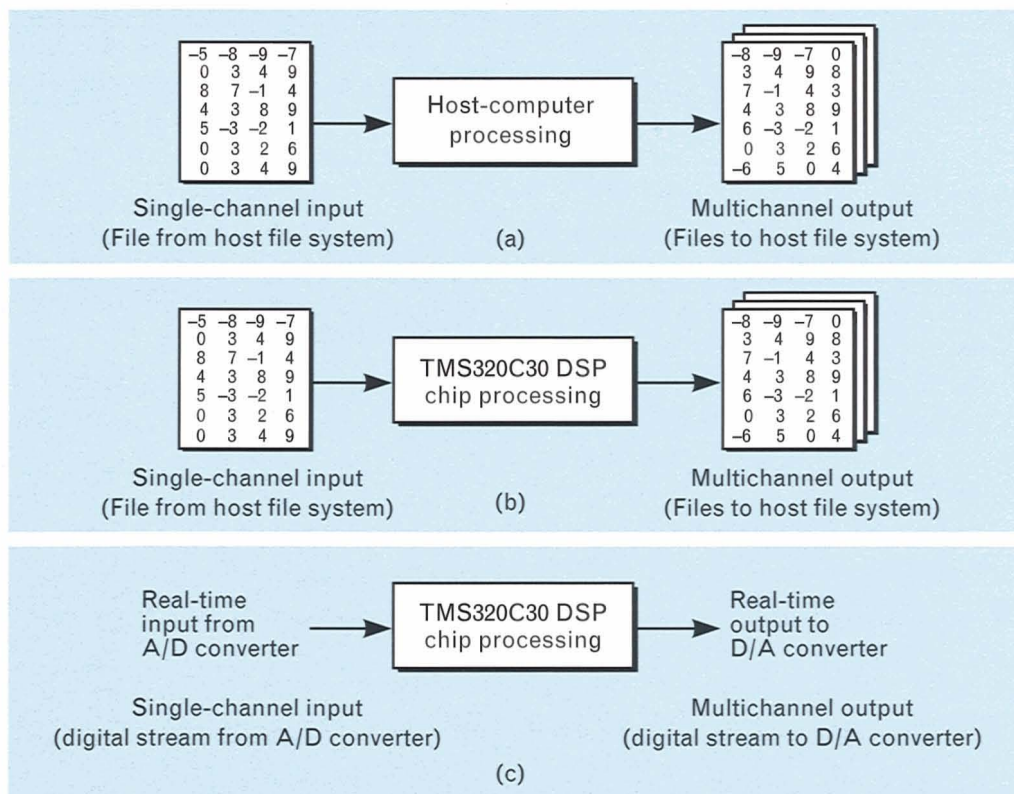 –5 –8 –9 –7
0 3 4 9
8 7 –1 4
4 3 8 9
5 –3 –2 1
0 3 2 6
0 3 4 9
Host-computer
processing
–8 –9 –7 0
3 4 9 8
7 –1 4 3
4 3 8 9
6 –3 –2 1
0 3 2 6
–6 5 0 4
Single-channel input
(File from host file system)
(a)
Multichannel output
(Files to host file system)
–5 –8 –9 –7
0 3 4 9
8 7 –1 4
4 3 8 9
5 –3 –2 1
0 3 2 6
0 3 4 9
TMS320C30 DSP
chip processing
–8 –9 –7 0
3 4 9 8
7 –1 4 3
4 3 8 9
6 –3 –2 1
0 3 2 6
–6 5 0 4
Single-channel input
(File from host file system)
(b)
Multichannel output
(Files to host file system)
Real-time
input from
A/D converter
TMS320C30 DSP
chip processing
Real-time
output to
D/A converter
Single-channel input
(digital stream from A/D converter)
Multichannel output
(digital stream to D/A converter)
(c)